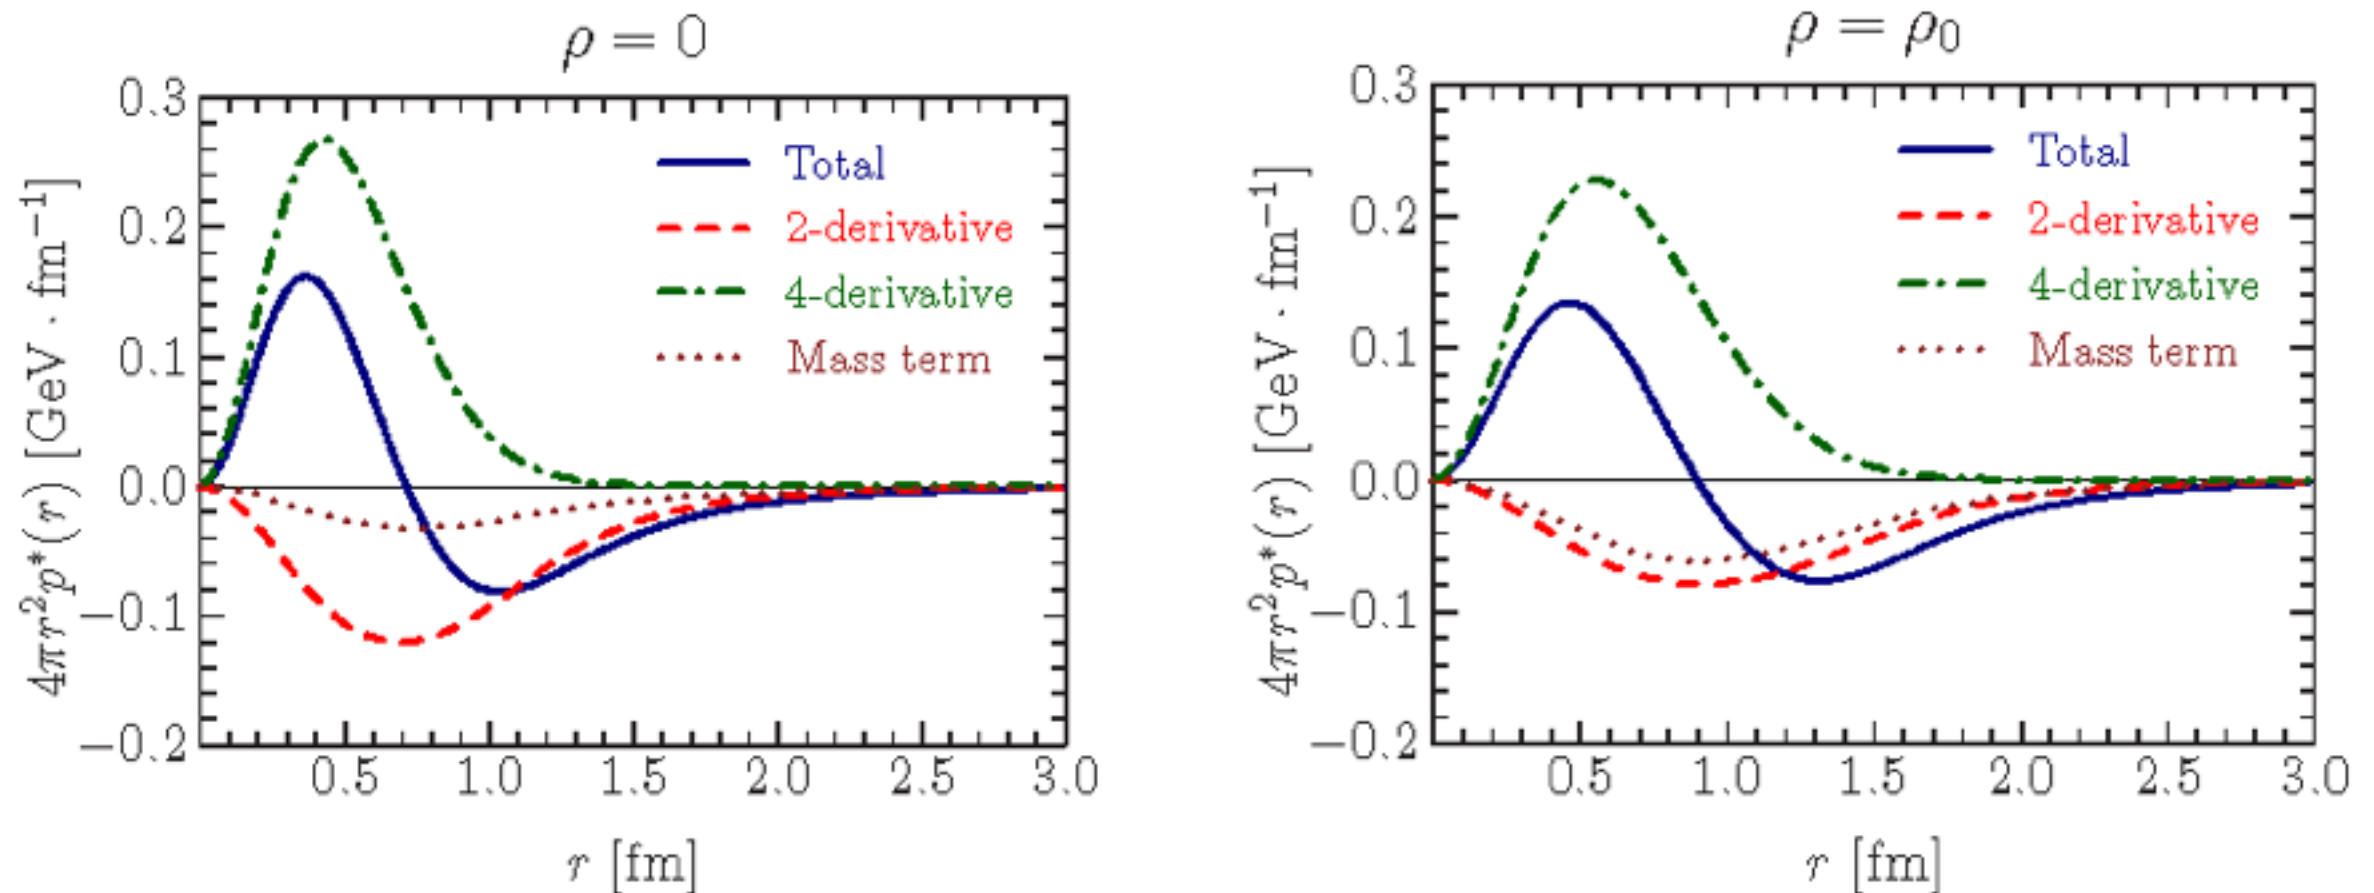 ρ = 0
4πr²p*(r) [GeV · fm⁻¹]
0.3
0.2
0.1
0.0
−0.1
−0.2
Total
2-derivative
4-derivative
Mass term
0.5 1.0 1.5 2.0 2.5 3.0
r [fm]
ρ = ρ₀
4πr²p*(r) [GeV · fm⁻¹]
0.3
0.2
0.1
0.0
−0.1
−0.2
Total
2-derivative
4-derivative
Mass term
0.5 1.0 1.5 2.0 2.5 3.0
r [fm]